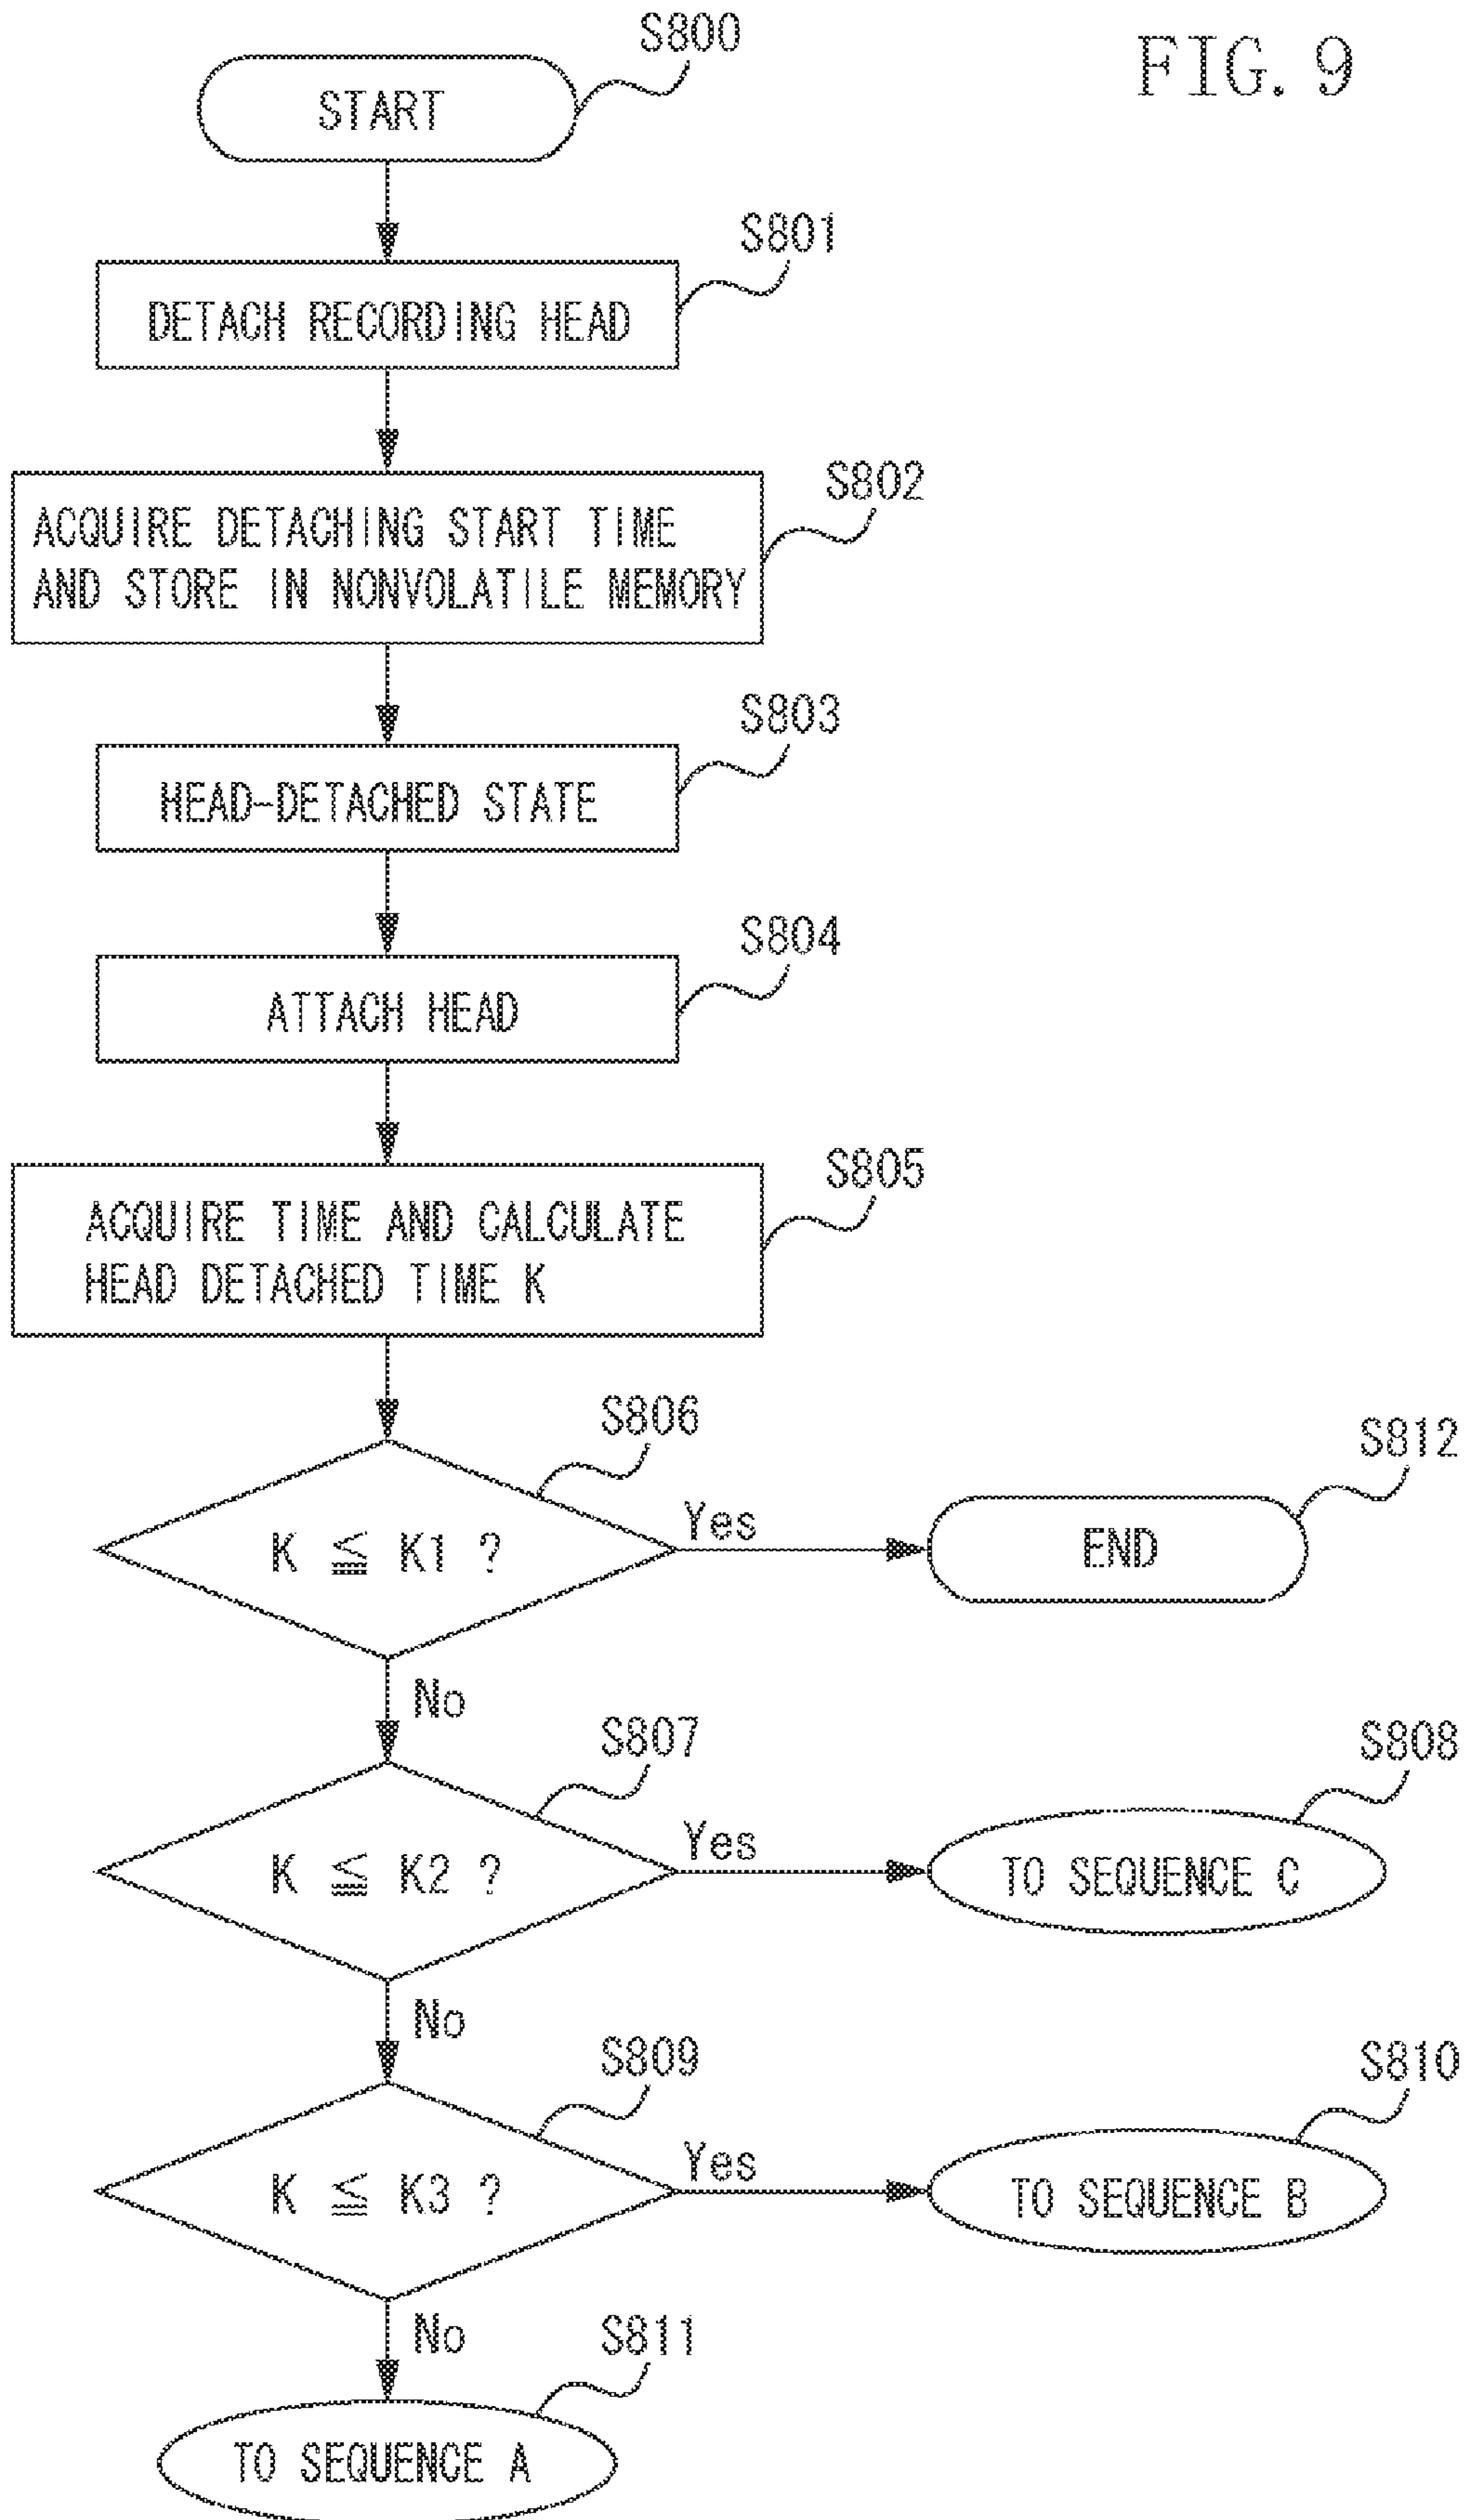 FIG. 9
S800
START
S801
DETACH RECORDING HEAD
S802
ACQUIRE DETACHING START TIME
AND STORE IN NONVOLATILE MEMORY
S803
HEAD-DETACHED STATE
S804
ATTACH HEAD
S805
ACQUIRE TIME AND CALCULATE
HEAD DETACHED TIME K
S806
K ≦ K1 ?
Yes
S812
END
No
S807
K ≦ K2 ?
Yes
S808
TO SEQUENCE C
No
S809
K ≦ K3 ?
Yes
S810
TO SEQUENCE B
No
S811
TO SEQUENCE A